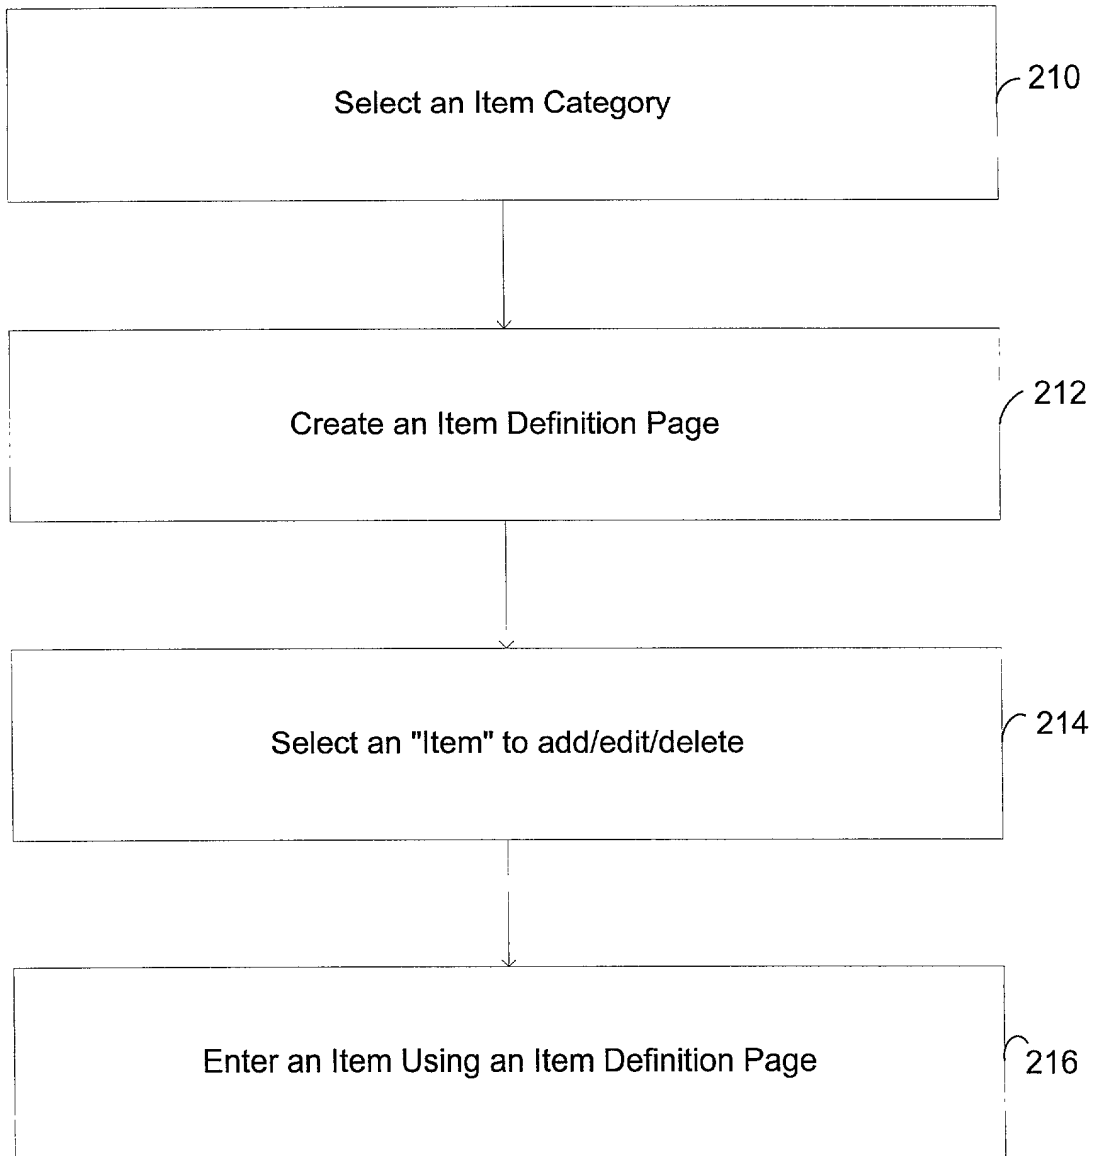 Select an Item Category
210
Create an Item Definition Page
212
Select an "Item" to add/edit/delete
214
Enter an Item Using an Item Definition Page
216